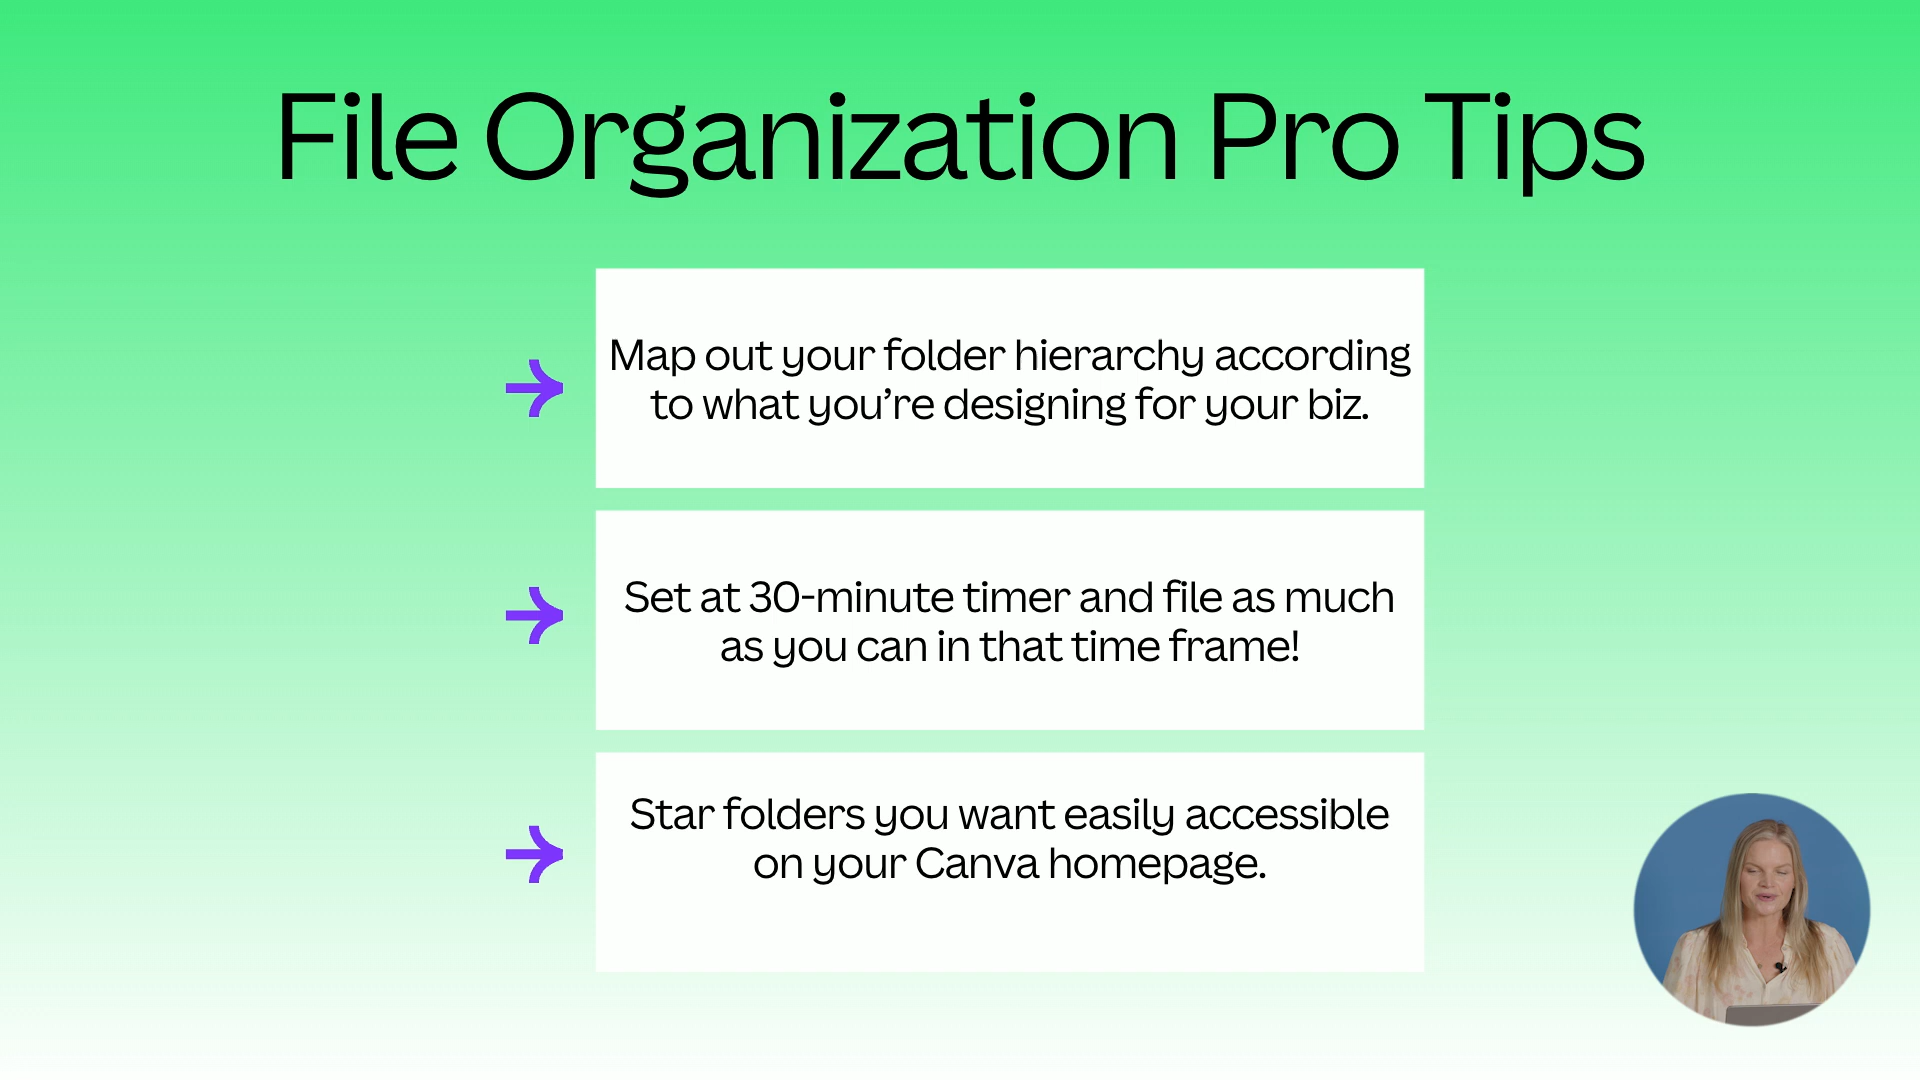 File Organization Pro Tips
Map out your folder hierarchy according
to what you’re designing for your biz.
Set at 30-minute timer and file as much
as you can in that time frame!
Star folders you want easily accessible
on your Canva homepage.